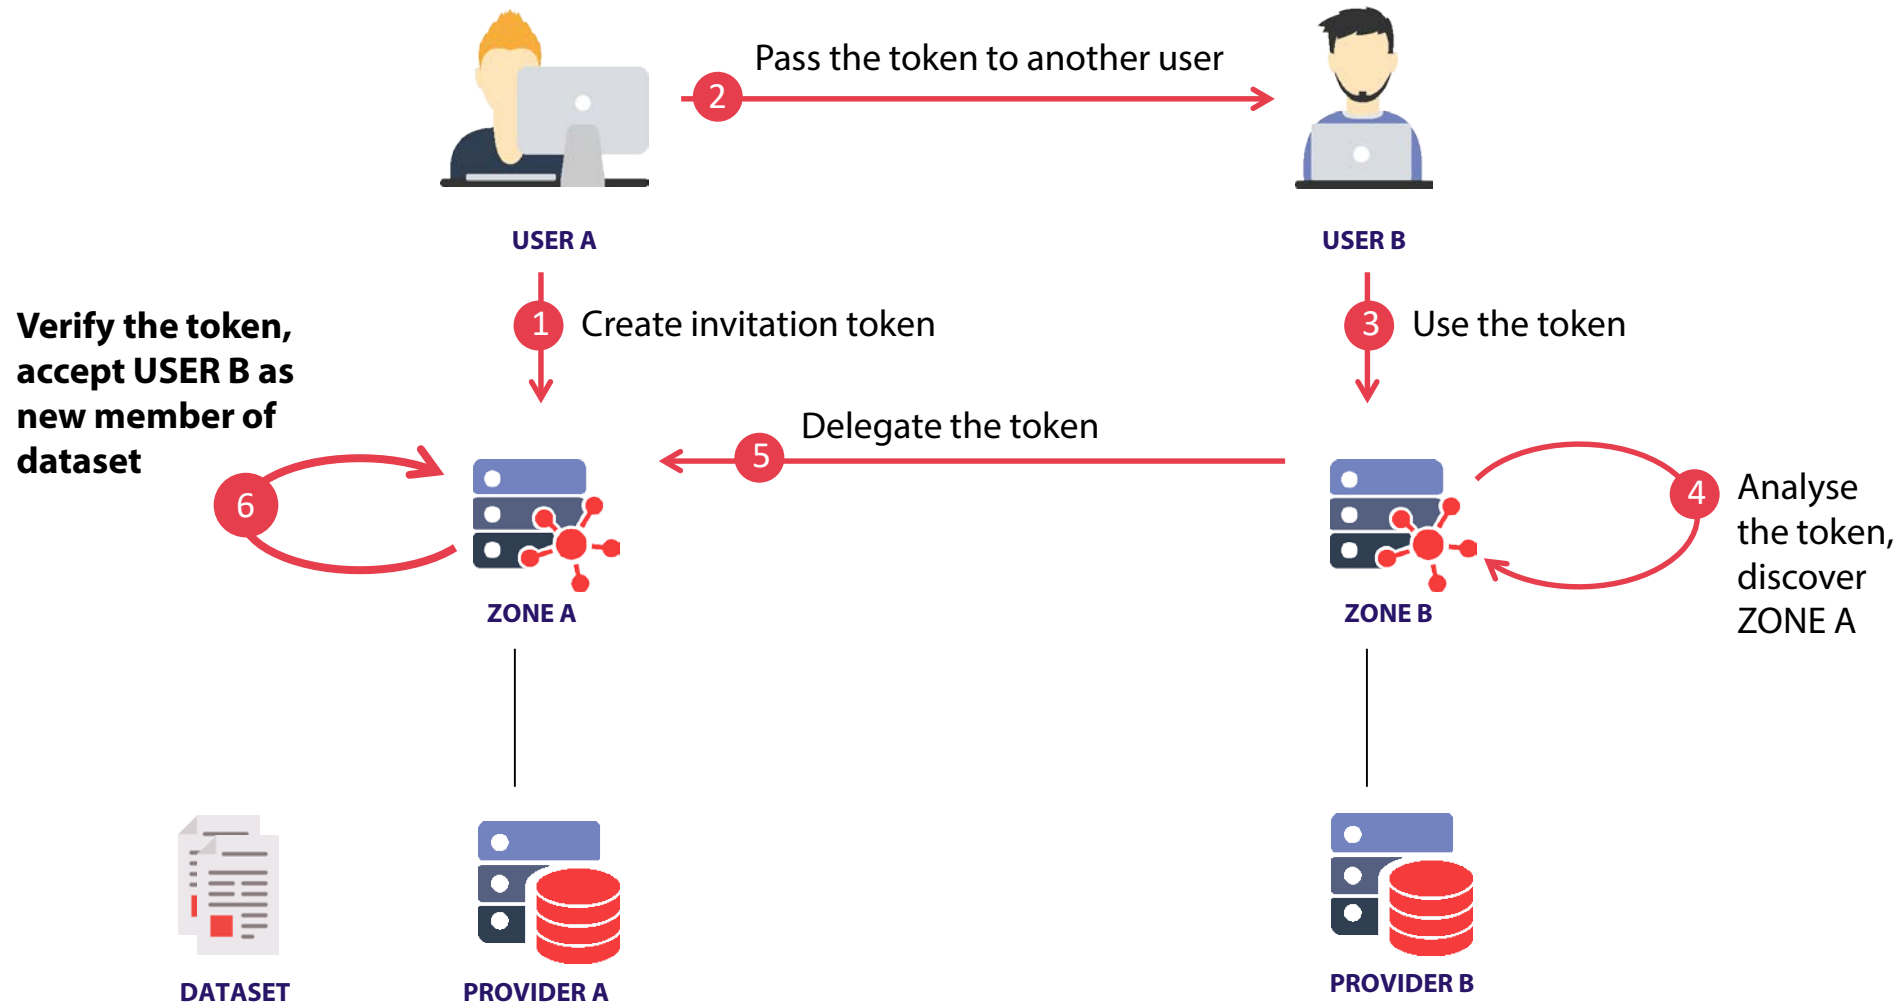 Pass the token to another user
2
USER A
USER B
1
Create invitation token
3
Use the token
Verify the token,
accept USER B as
new member of
dataset
Delegate the token
5
6
4
Analyse
the token,
discover
ZONE A
ZONE A
ZONE B
DATASET
PROVIDER A
PROVIDER B